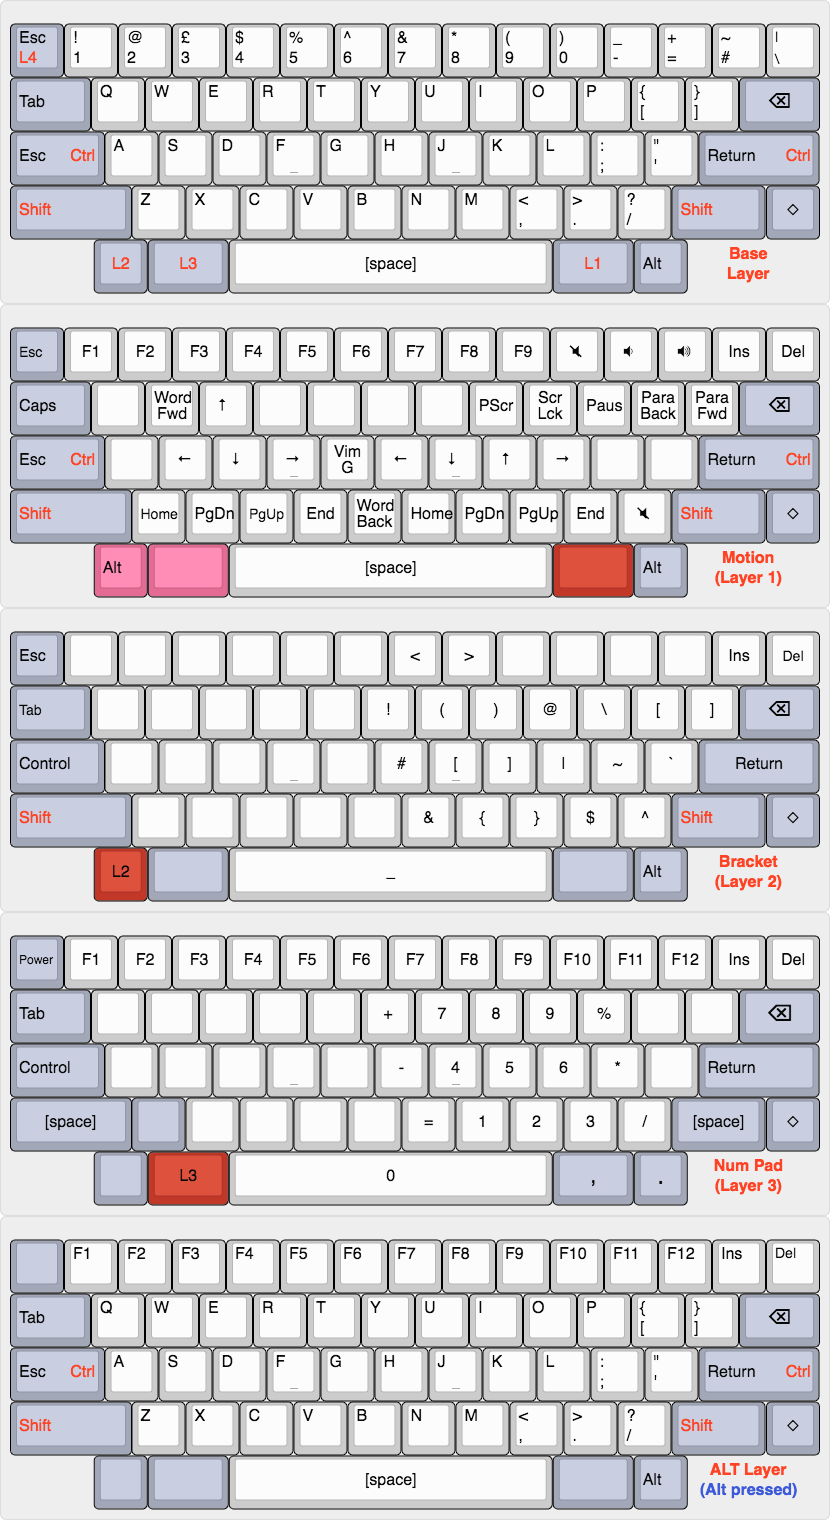 Esc ! @ £ $ % ^ & * ( ) _ + ~ |
L4 1 2 3 4 5 6 7 8 9 0 - = # \
Tab Q W E R T Y U I O P { }
[ ] ⌫
Esc Ctrl A S D F _ G H J _ K L : ; " ' Return Ctrl
Shift Z X C V B N M < , > . ? / Shift ◇
L2 L3 [space] L1 Alt
Base
Layer
Esc F1 F2 F3 F4 F5 F6 F7 F8 F9 Ins Del
Caps Word Fwd ↑ PScr Scr Lck Paus Para Back Para Fwd ⌫
Esc Ctrl ← ↓ → _ Vim G ← ↓ _ ↑ → Return Ctrl
Shift Home PgDn PgUp End Word Back Home PgDn PgUp End Shift ◇
Alt [space] Alt
Motion
(Layer 1)
Esc < > Ins Del
Tab ! ( ) @ \ [ ] ⌫
Control _ # [ _ ] | ~ ` Return
Shift & { } $ ^ Shift ◇
L2 _ Alt
Bracket
(Layer 2)
Power F1 F2 F3 F4 F5 F6 F7 F8 F9 F10 F11 F12 Ins Del
Tab + 7 8 9 % ⌫
Control _ - 4 _ 5 6 * Return
[space] = 1 2 3 / [space] ◇
L3 0 , .
Num Pad
(Layer 3)
F1 F2 F3 F4 F5 F6 F7 F8 F9 F10 F11 F12 Ins Del
Tab Q W E R T Y U I O P { [ } ] ⌫
Esc Ctrl A S D F _ G H J _ K L : ; " ' Return Ctrl
Shift Z X C V B N M < , > . ? / Shift ◇
[space] Alt
ALT Layer
(Alt pressed)